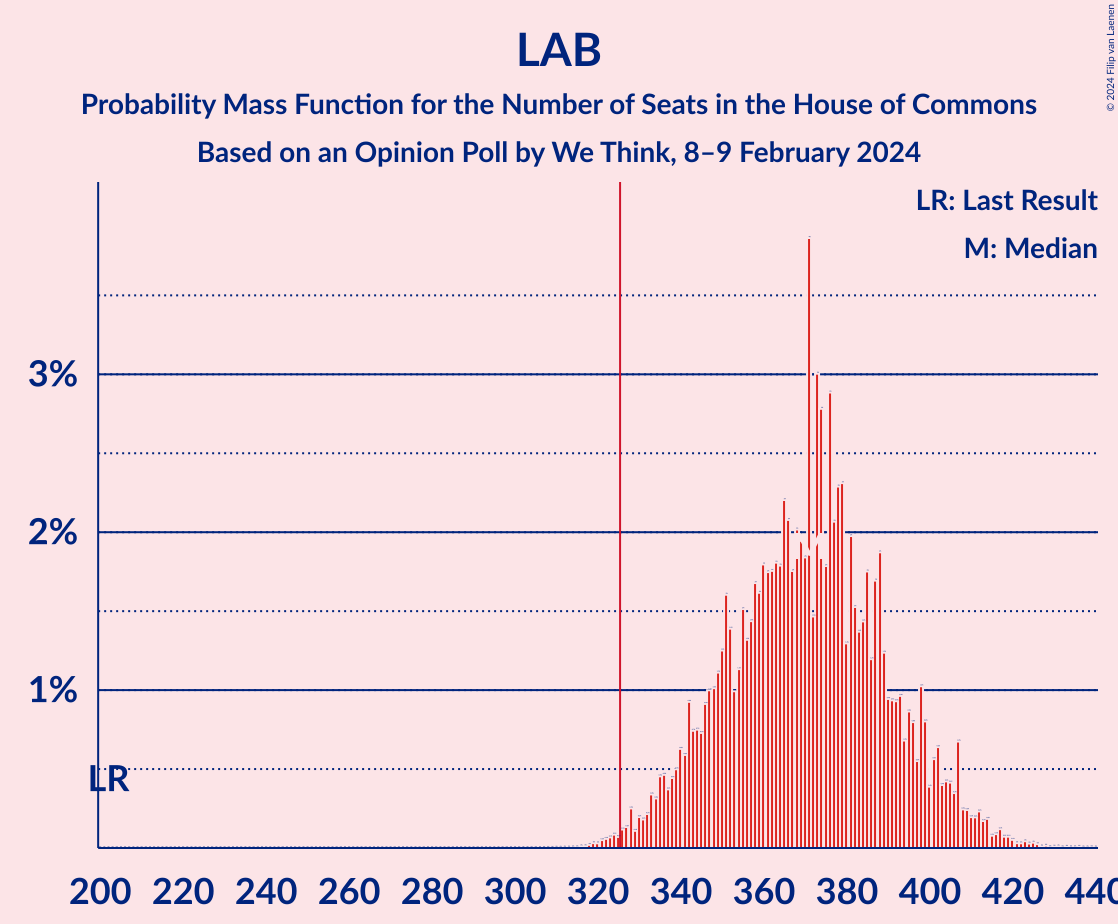 LAB
Probability Mass Function for the Number of Seats in the House of Commons
Based on an Opinion Poll by We Think, 8–9 February 2024
© 2024 Filip van Laenen
LR: Last Result
M: Median
3%
2%
1%
LR
200 220 240 260 280 300 320 340 360 380 400 420 440